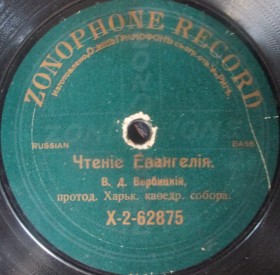 ZONOPHONE RECORD
RUSSIAN BASS
Чтеніе Евангелія.
В. Д. Вербицкій,
протод. Харьк. каѳедр. собора.
X-2-62875